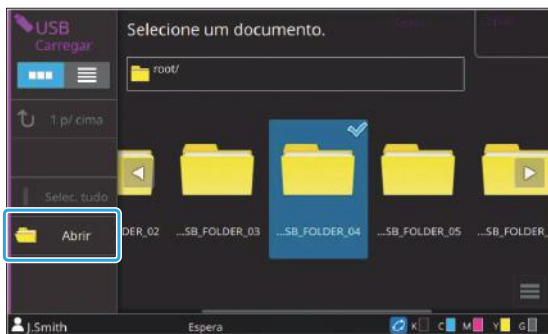 USB
Carregar
Selecione um documento.
root/
1 p/ cima
Selec. tudo
Abrir
DER_02
...SB_FOLDER_03
...SB_FOLDER_04
...SB_FOLDER_05
...SB_FOLDER_
J.Smith
Espera
K
C
M
Y
G